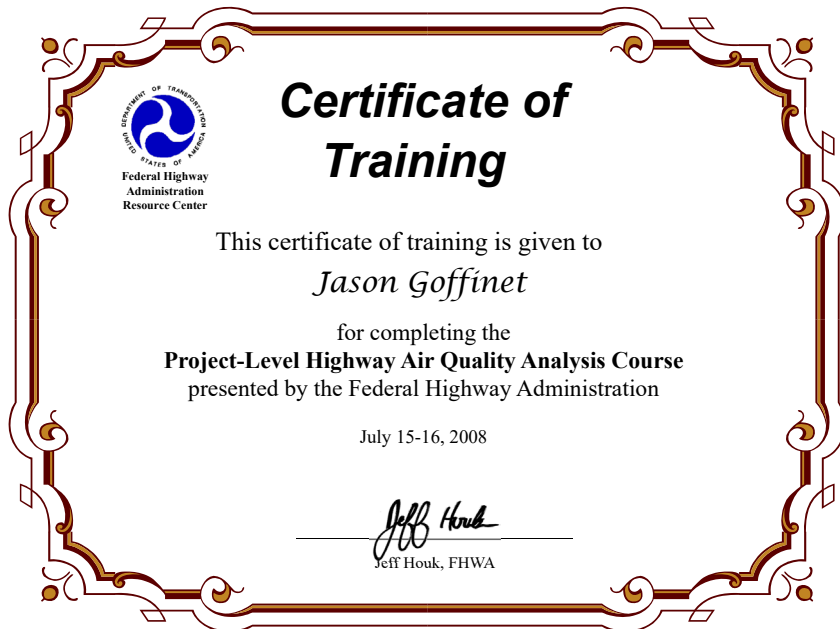 Certificate of
Training
DEPARTMENT OF TRANSPORTATION
UNITED STATES OF AMERICA
Federal Highway
Administration
Resource Center
This certificate of training is given to
Jason Goffinet
for completing the
Project-Level Highway Air Quality Analysis Course
presented by the Federal Highway Administration
July 15-16, 2008
Jeff Houk
Jeff Houk, FHWA